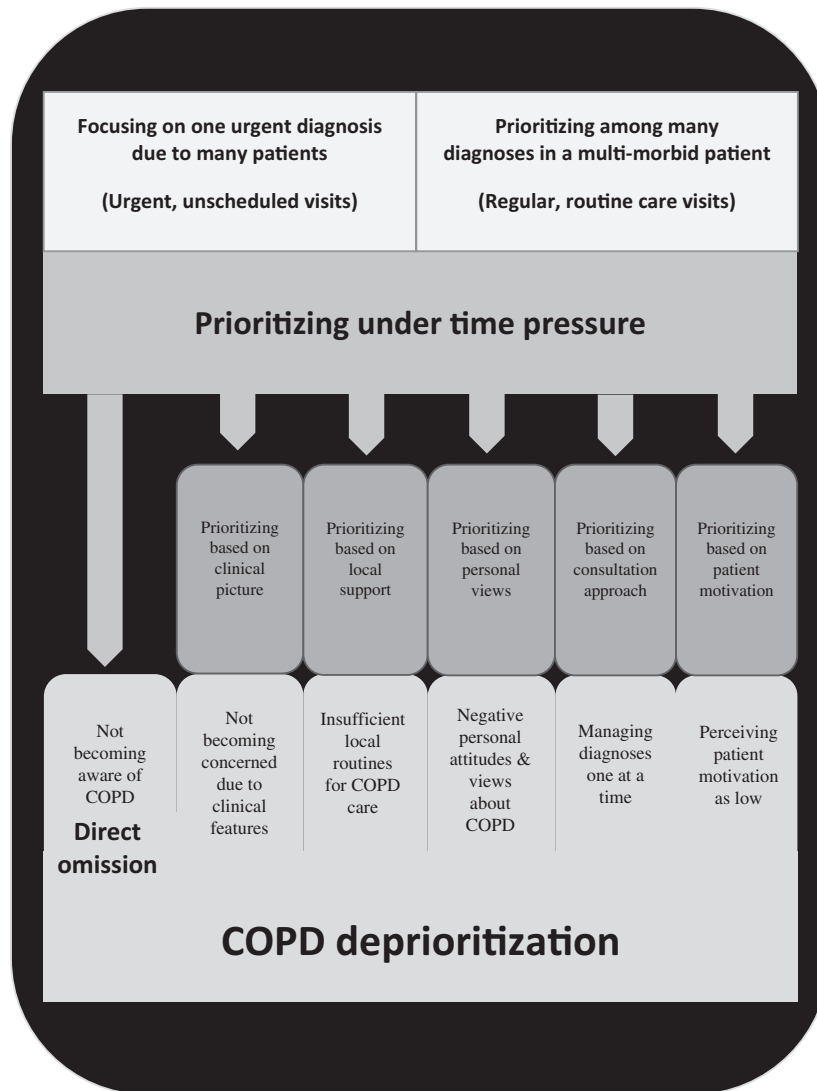 Focusing on one urgent diagnosis
due to many patients
(Urgent, unscheduled visits)
Prioritizing among many
diagnoses in a multi-morbid patient
(Regular, routine care visits)
Prioritizing under time pressure
Prioritizing
based on
clinical
picture
Prioritizing
based on
local
support
Prioritizing
based on
personal
views
Prioritizing
based on
consultation
approach
Prioritizing
based on
patient
motivation
Not
becoming
aware of
COPD
Direct
omission
Not
becoming
concerned
due to
clinical
features
Insufficient
local
routines
for COPD
care
Negative
personal
attitudes &
views
about
COPD
Managing
diagnoses
one at a
time
Perceiving
patient
motivation
as low
COPD deprioritization